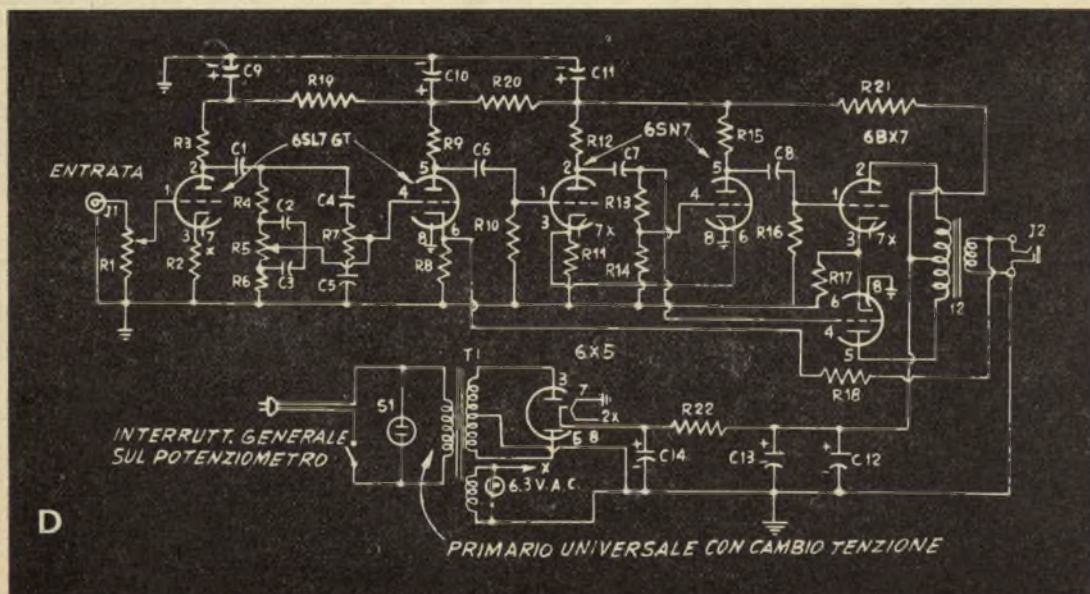 C9
C10
C11
R19
R20
R21
6SL7 GT
6SN7
6BX7
R3
2
C1
R9
5
C6
R12
2
C7
R15
5
C8
2
ENTRATA
J1
1
R4
C2
C4
4
1
R13
4
1
R1
3
7
x
R2
R5
R7
R6
C3
C5
8
6
R8
R10
3
7x
R11
R14
8
6
R16
3
7x
R17
6
8
4
5
R18
12
J2
T1
6X5
3
7
2x
5
8
S1
R22
INTERRUTT. GENERALE
SUL POTENZIOMETRO
x
6.3 V. A.C.
C14
C13
C12
D
PRIMARIO UNIVERSALE CON CAMBIO TENZIONE